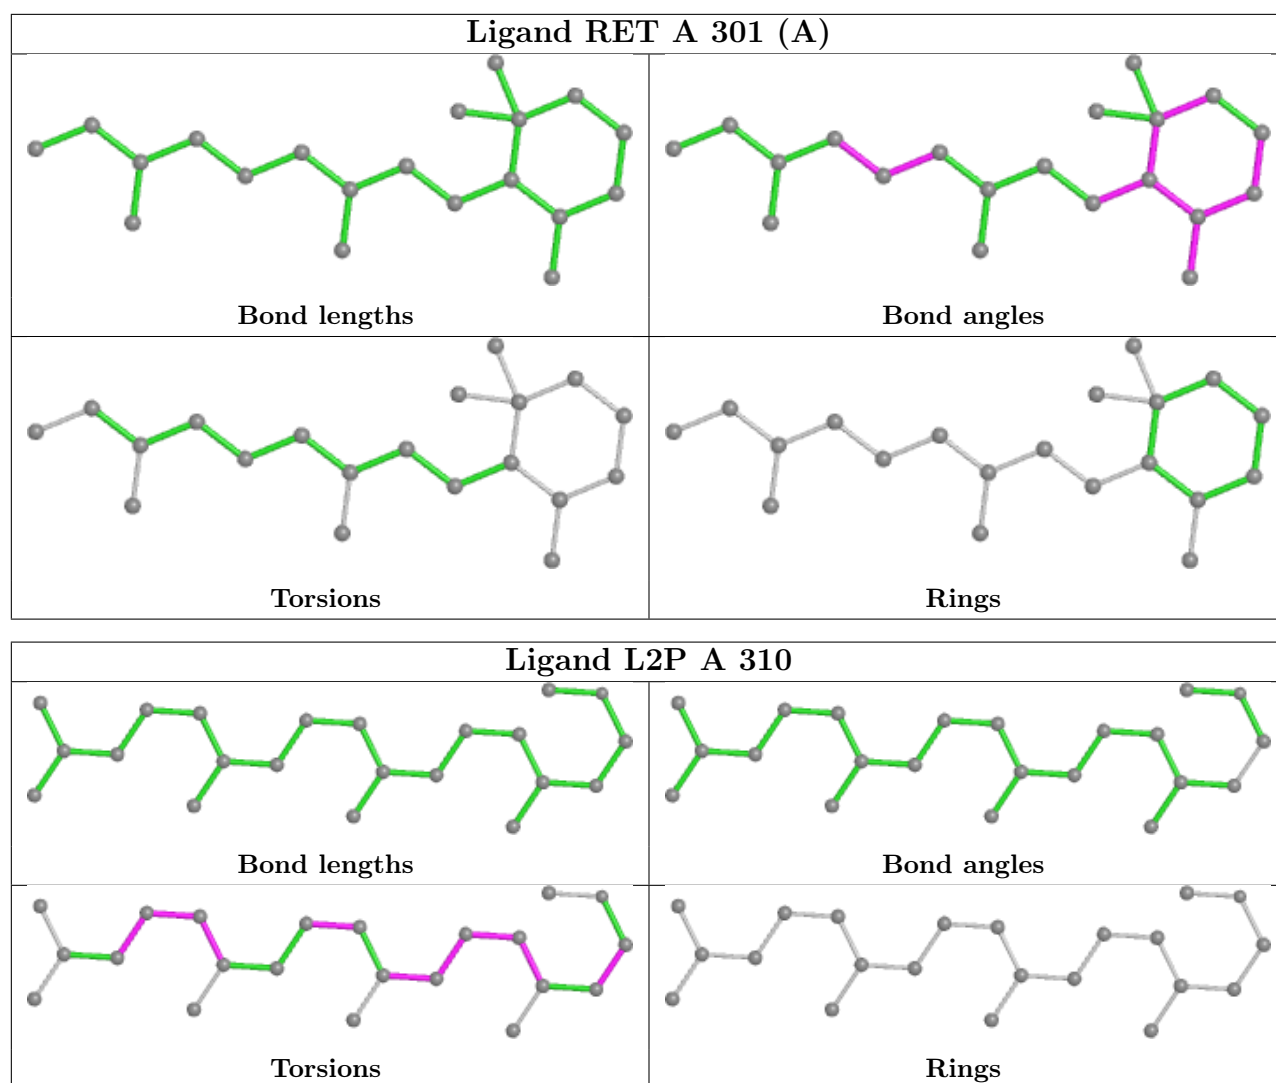 Ligand RET A 301 (A)
Bond lengths
Bond angles
Torsions
Rings
Ligand L2P A 310
Bond lengths
Bond angles
Torsions
Rings